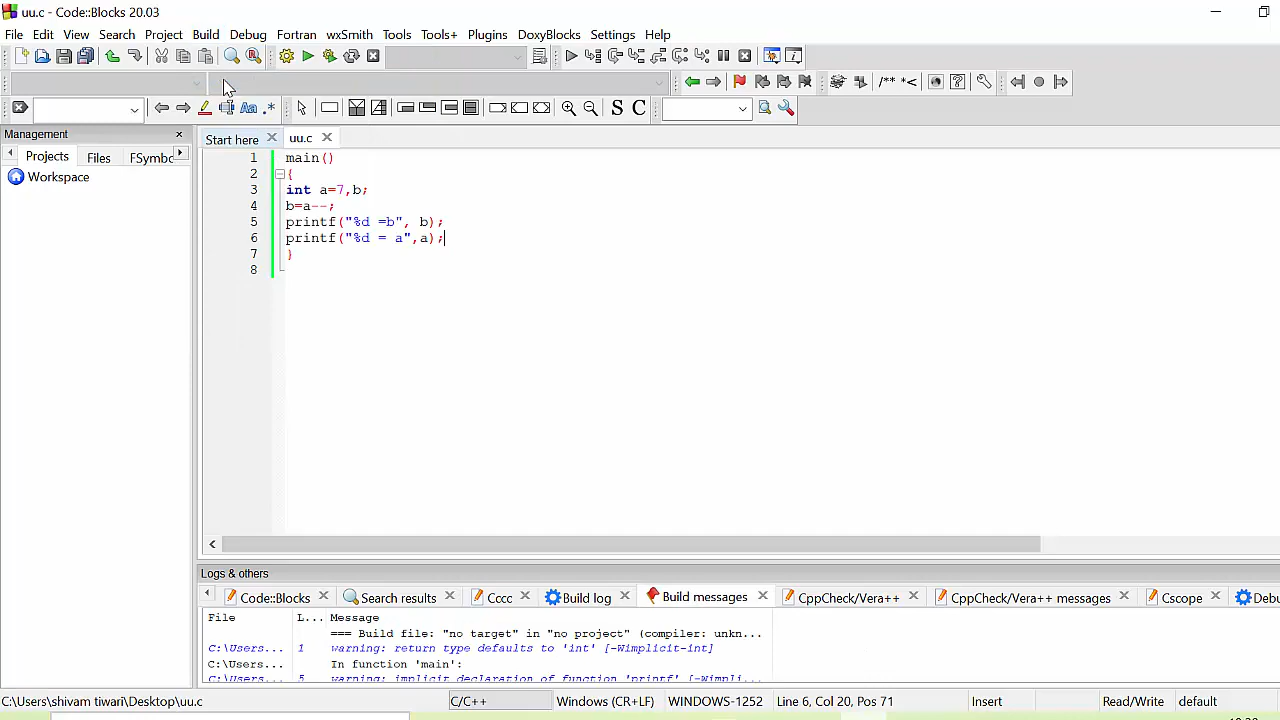 uu.c - Code::Blocks 20.03
File Edit View Search Project Build Debug Fortran wxSmith Tools Tools+ Plugins DoxyBlocks Settings Help
/** *<
Aa .* S C
Management
Start here uu.c
Projects Files FSymbo
Workspace
1 main()
2 {
3 int a=7,b;
4 b=a--;
5 printf("%d =b", b);
6 printf("%d = a",a);
7 }
8
Logs & others
Code::Blocks Search results Cccc Build log Build messages CppCheck/Vera++ CppCheck/Vera++ messages Cscope Debu
File L... Message
=== Build file: "no target" in "no project" (compiler: unkn...
C:\Users... 1 warning: return type defaults to 'int' [-Wimplicit-int]
C:\Users... In function 'main':
C:\Users... 5 warning: implicit declaration of function 'printf' [-Wimpli...
C:\Users\shivam tiwari\Desktop\uu.c C/C++ Windows (CR+LF) WINDOWS-1252 Line 6, Col 20, Pos 71 Insert Read/Write default